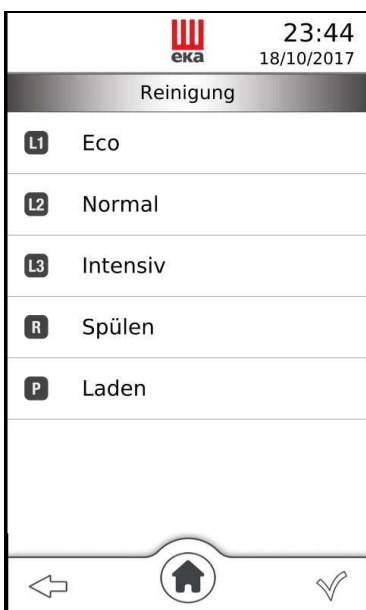 eka
23:44
18/10/2017
Reinigung
L1 Eco
L2 Normal
L3 Intensiv
R Spülen
P Laden